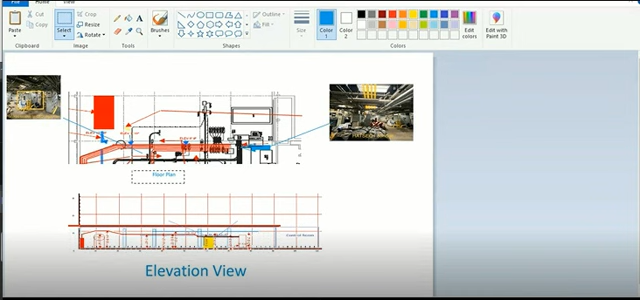 File Home View
Paste
Cut
Copy
Clipboard
Select
Crop
Resize
Rotate
Image
Tools
Brushes
Shapes
Outline
Fill
Color 1
Color 2
Edit colors
Colors
Edit with Paint 3D
Floor Plan
Elevation View